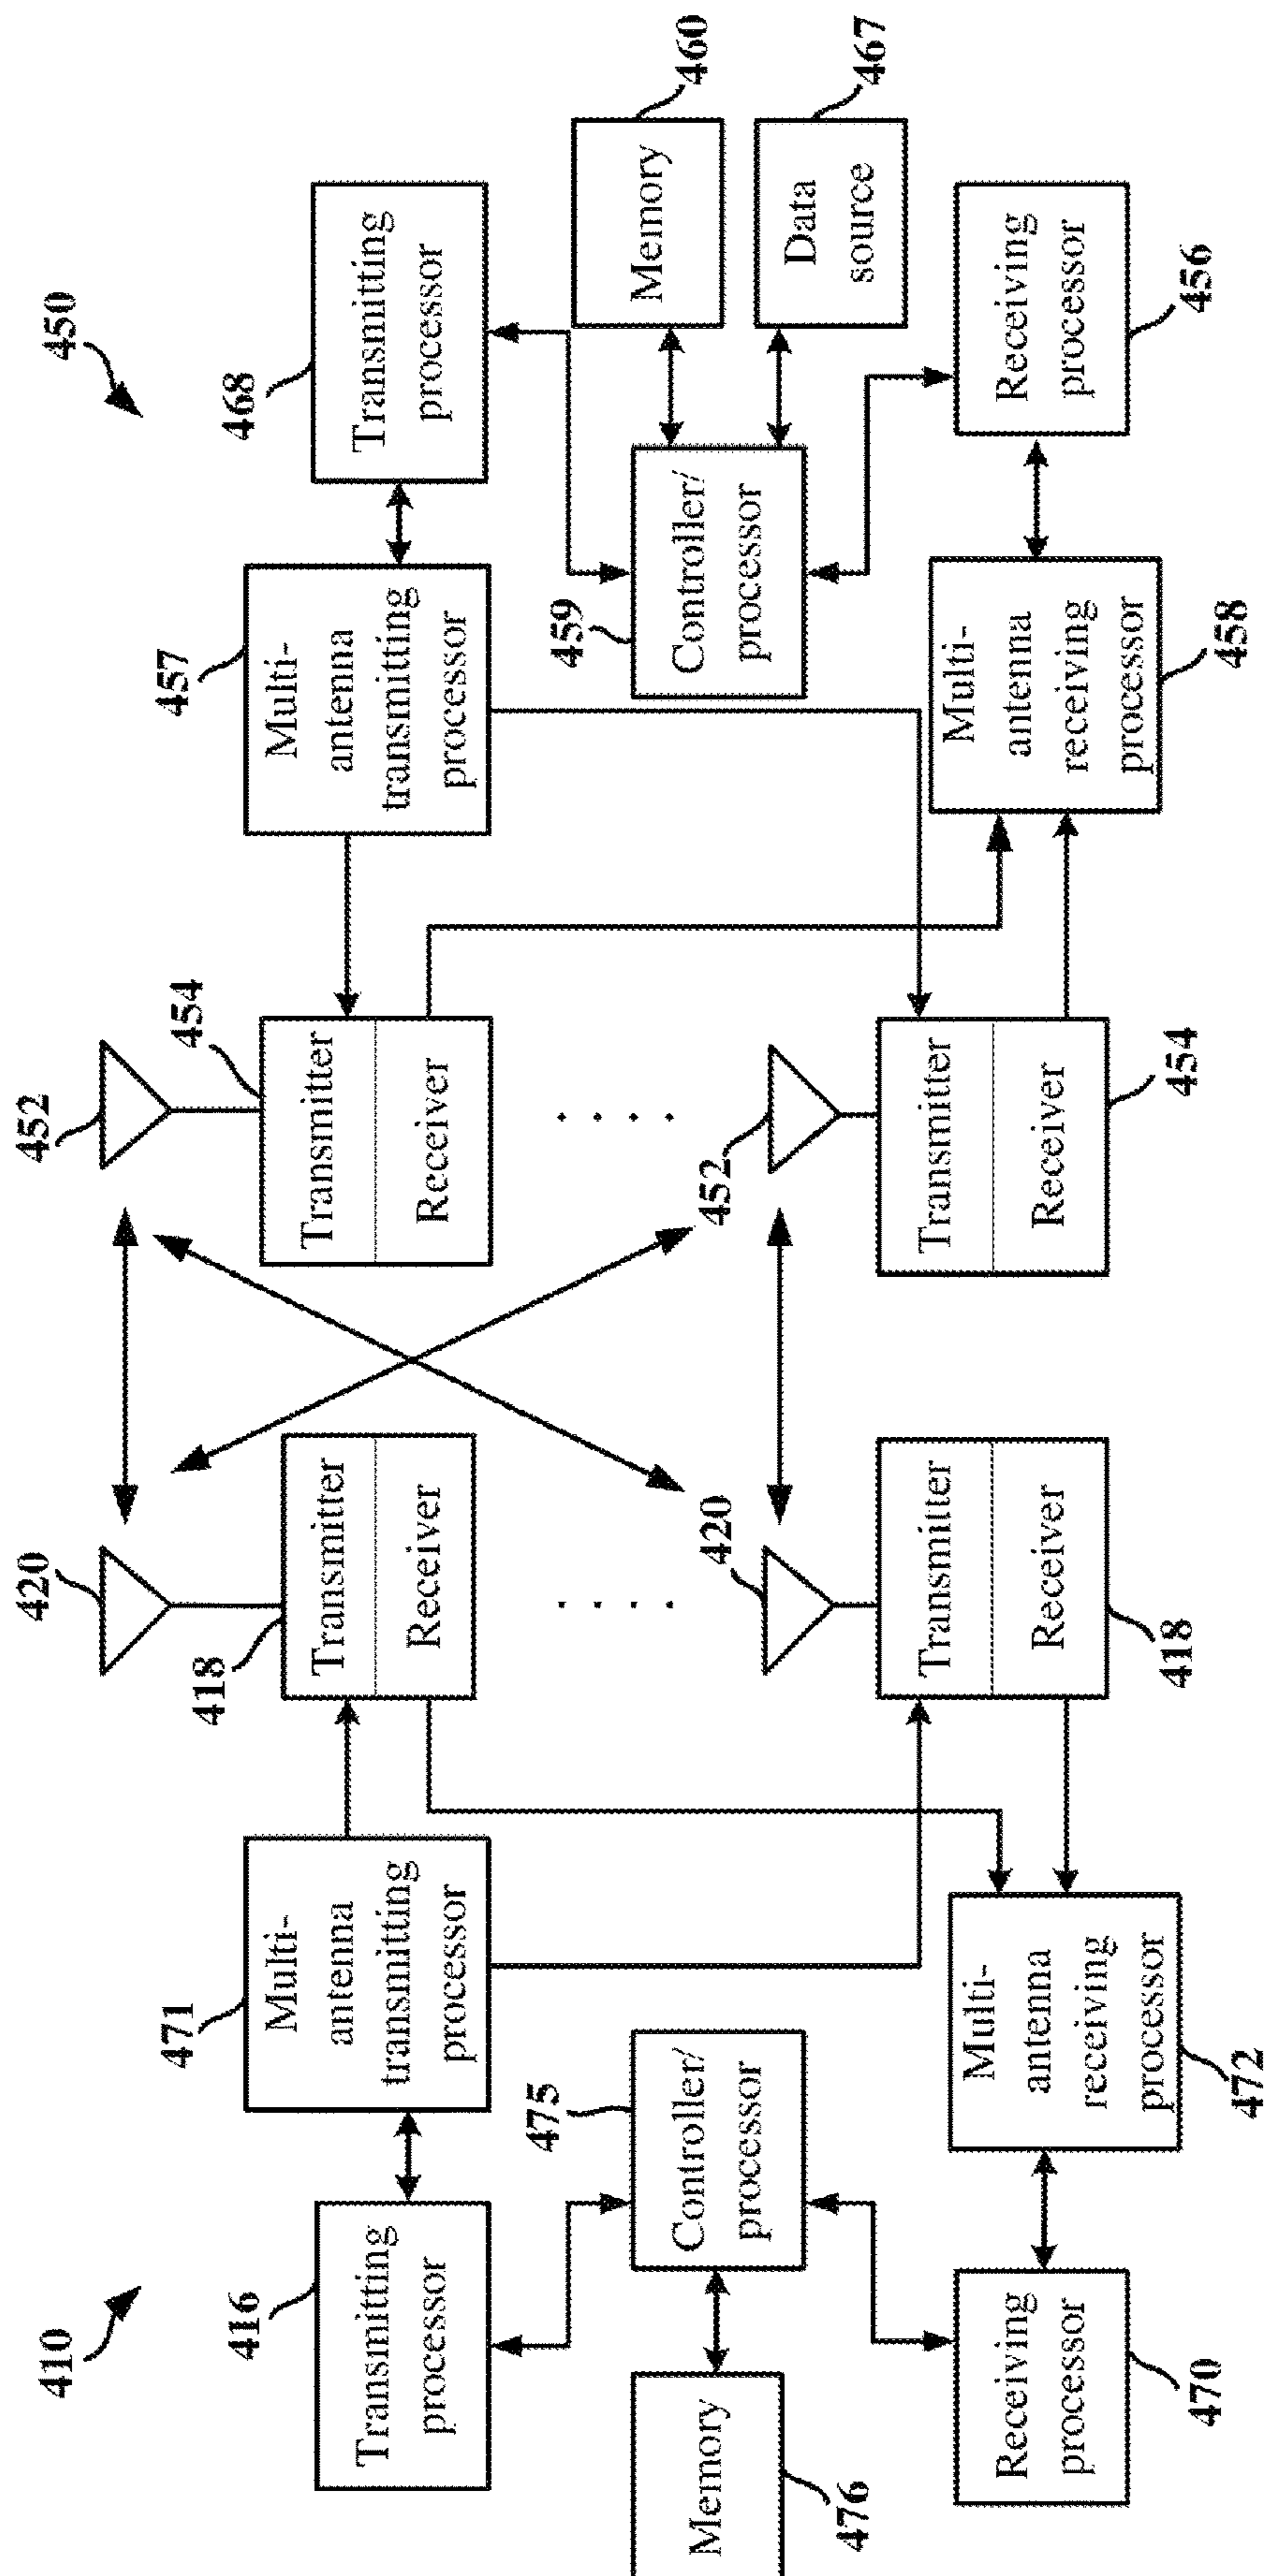 410
450
420
452
416
471
418
454
457
468
Transmitting
processor
Multi-
antenna
transmitting
processor
Transmitter
Receiver
Transmitter
Receiver
Multi-
antenna
transmitting
processor
Transmitting
processor
475
459
Memory
476
Controller/
processor
Controller/
processor
Memory
460
Data
source
467
420
452
Receiving
processor
470
Multi-
antenna
receiving
processor
472
Transmitter
Receiver
418
Transmitter
Receiver
454
Multi-
antenna
receiving
processor
458
Receiving
processor
456